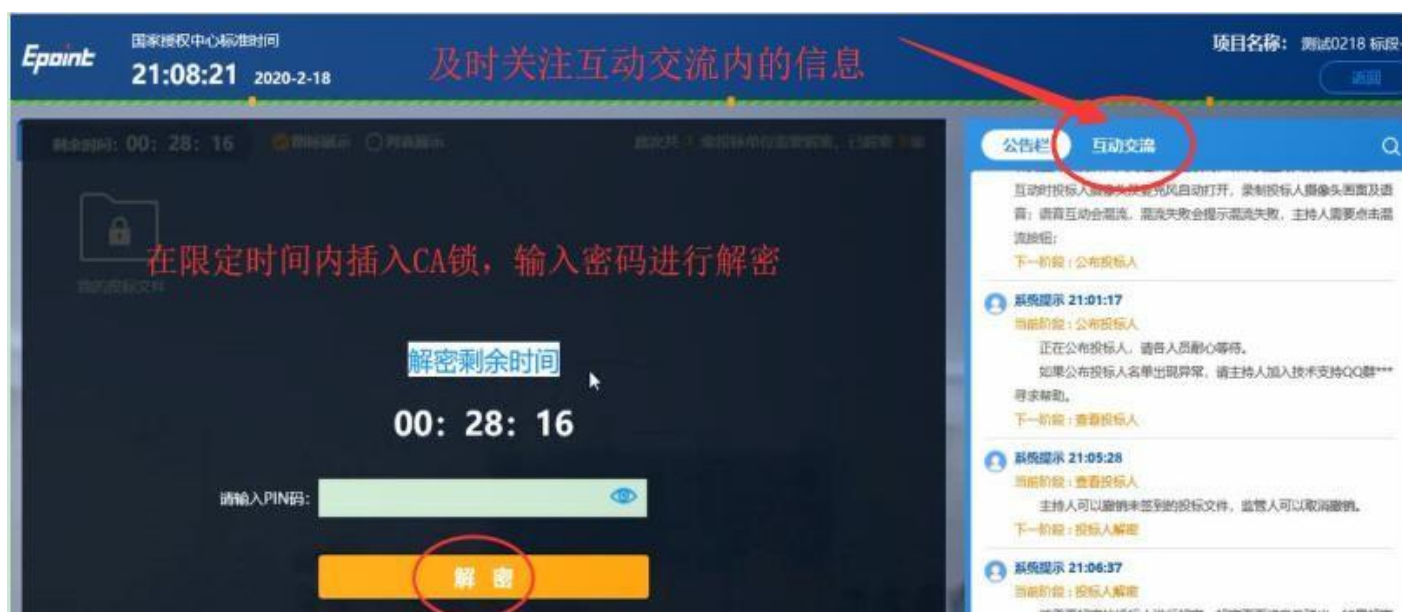 Epoint
国家授权中心标准时间
21:08:21 2020-2-18
及时关注互动交流内的信息
项目名称: 测试0218 标段
返回
剩余时间: 00: 28: 16
公告栏 互动交流
互动时投标人摄像头及麦克风自动打开, 录制投标人摄像头画面及语
音; 语音互动会混流, 混流失败会提示混流失败, 主持人需要点击混
流按钮;
下一阶段 : 公布投标人
在限定时间内插入CA锁, 输入密码进行解密
我的投标文件
系统提示 21:01:17
当前阶段 : 公布投标人
正在公布投标人, 请各人员耐心等待。
如果公布投标人名单出现异常, 请主持人加入技术支持QQ群***
寻求帮助。
下一阶段 : 查看投标人
解密剩余时间
00: 28: 16
系统提示 21:05:28
当前阶段 : 查看投标人
主持人可以撤销未签到的投标文件, 监管人可以取消撤销。
下一阶段 : 投标人解密
请输入PIN码:
解 密
系统提示 21:06:37
当前阶段 : 投标人解密